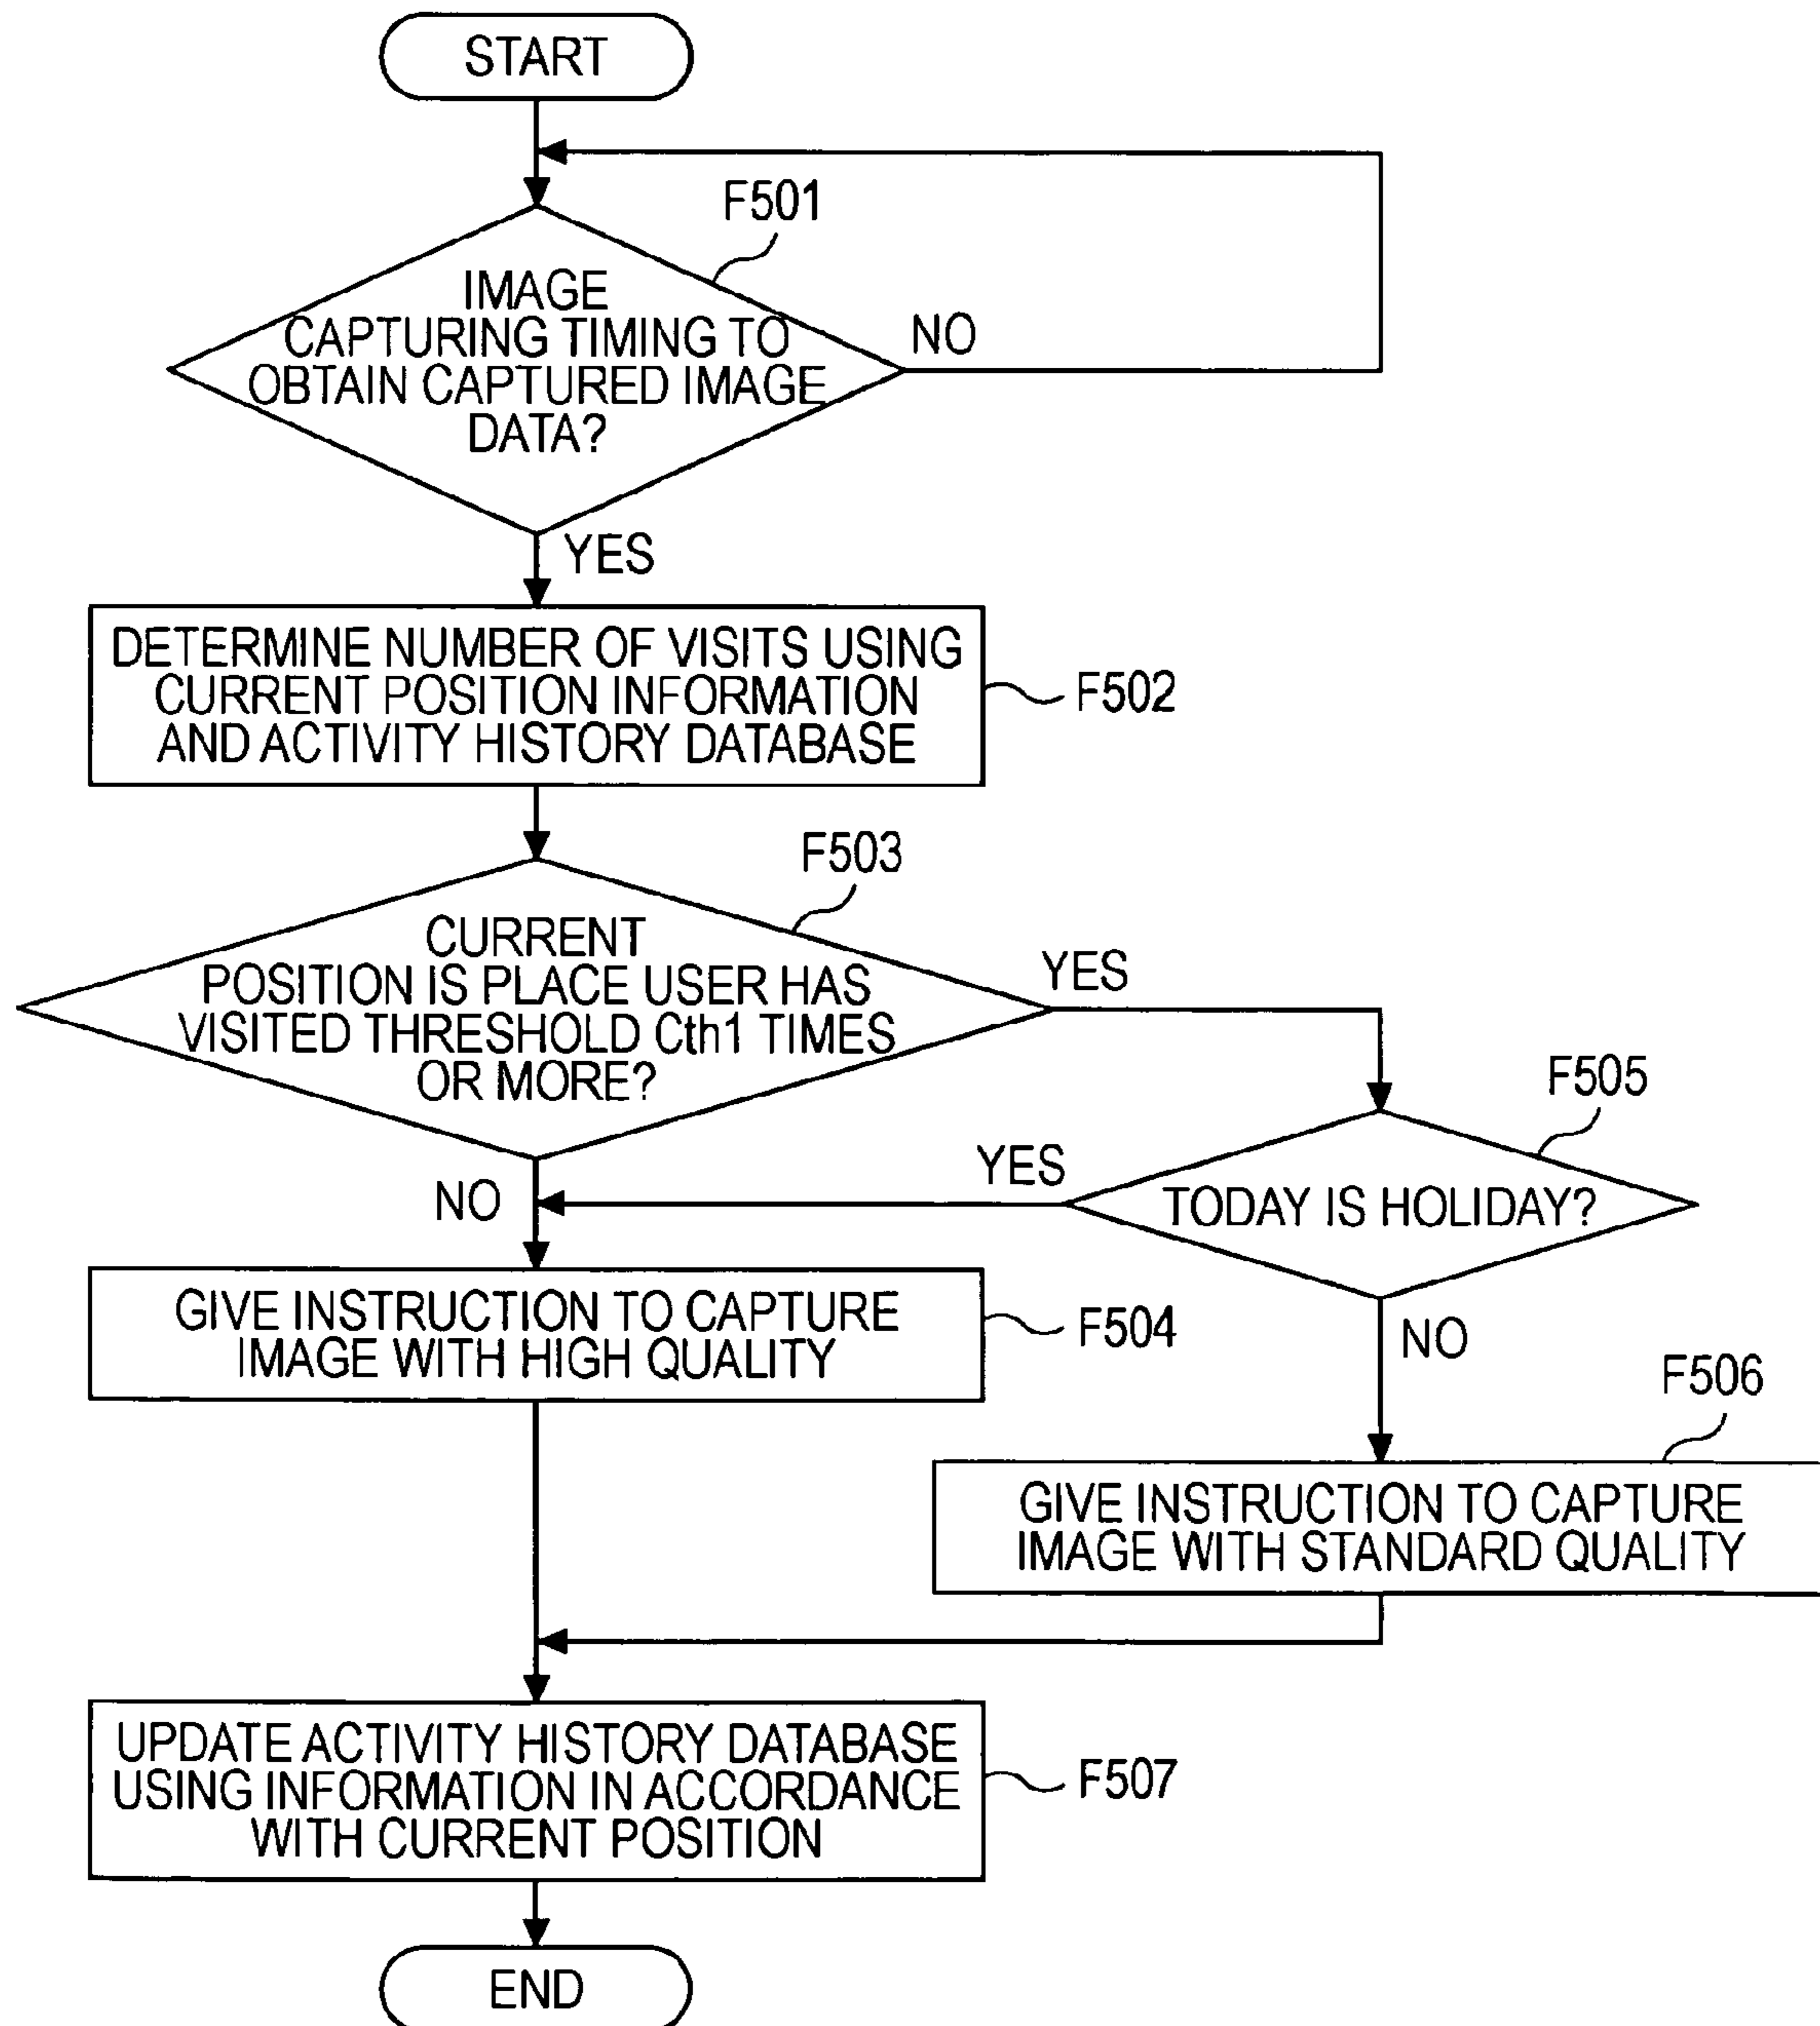 START
F501
IMAGE
CAPTURING TIMING TO
OBTAIN CAPTURED IMAGE
DATA?
NO
YES
DETERMINE NUMBER OF VISITS USING
CURRENT POSITION INFORMATION
AND ACTIVITY HISTORY DATABASE
F502
F503
CURRENT
POSITION IS PLACE USER HAS
VISITED THRESHOLD Cth1 TIMES
OR MORE?
YES
F505
YES
NO
TODAY IS HOLIDAY?
GIVE INSTRUCTION TO CAPTURE
IMAGE WITH HIGH QUALITY
F504
NO
F506
GIVE INSTRUCTION TO CAPTURE
IMAGE WITH STANDARD QUALITY
UPDATE ACTIVITY HISTORY DATABASE
USING INFORMATION IN ACCORDANCE
WITH CURRENT POSITION
F507
END